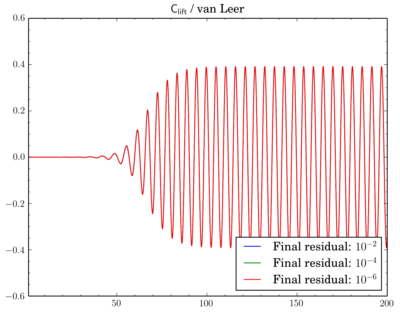 C_lift / van Leer
0.6
0.4
0.2
0.0
−0.2
−0.4
−0.6
50
100
150
200
Final residual: 10^−2
Final residual: 10^−4
Final residual: 10^−6